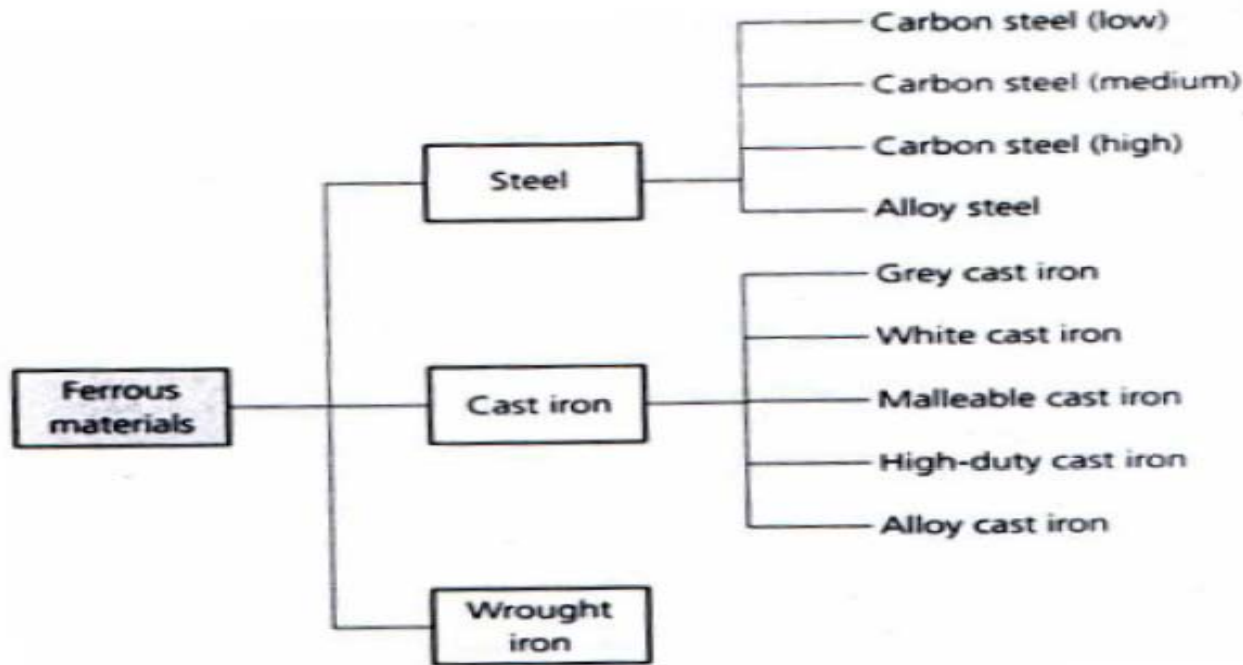 Carbon steel (low)
Carbon steel (medium)
Carbon steel (high)
Steel
Alloy steel
Grey cast iron
White cast iron
Ferrous
materials
Cast iron
Malleable cast iron
High-duty cast iron
Alloy cast iron
Wrought
iron